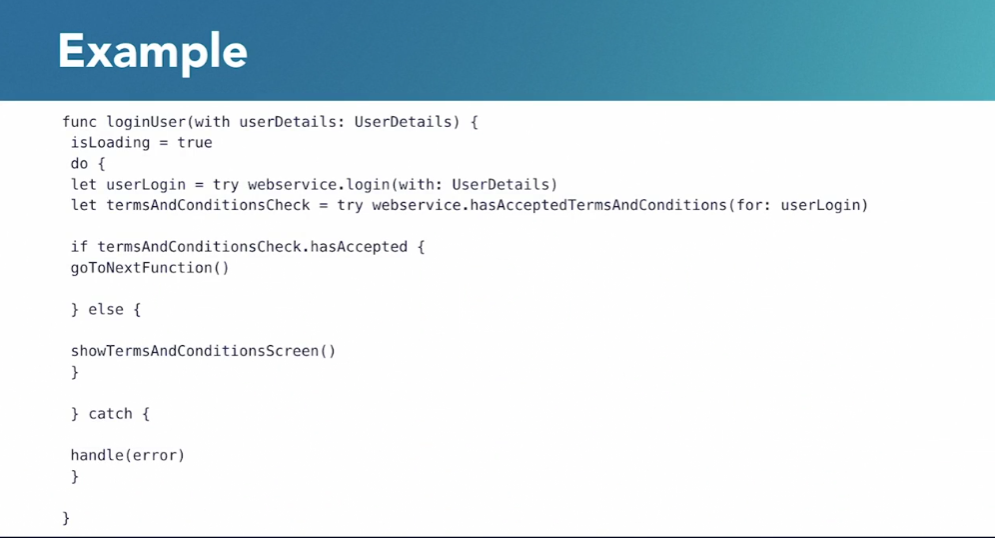 Example
func loginUser(with userDetails: UserDetails) {
isLoading = true
do {
let userLogin = try webservice.login(with: UserDetails)
let termsAndConditionsCheck = try webservice.hasAcceptedTermsAndConditions(for: userLogin)
if termsAndConditionsCheck.hasAccepted {
goToNextFunction()
} else {
showTermsAndConditionsScreen()
}
} catch {
handle(error)
}
}